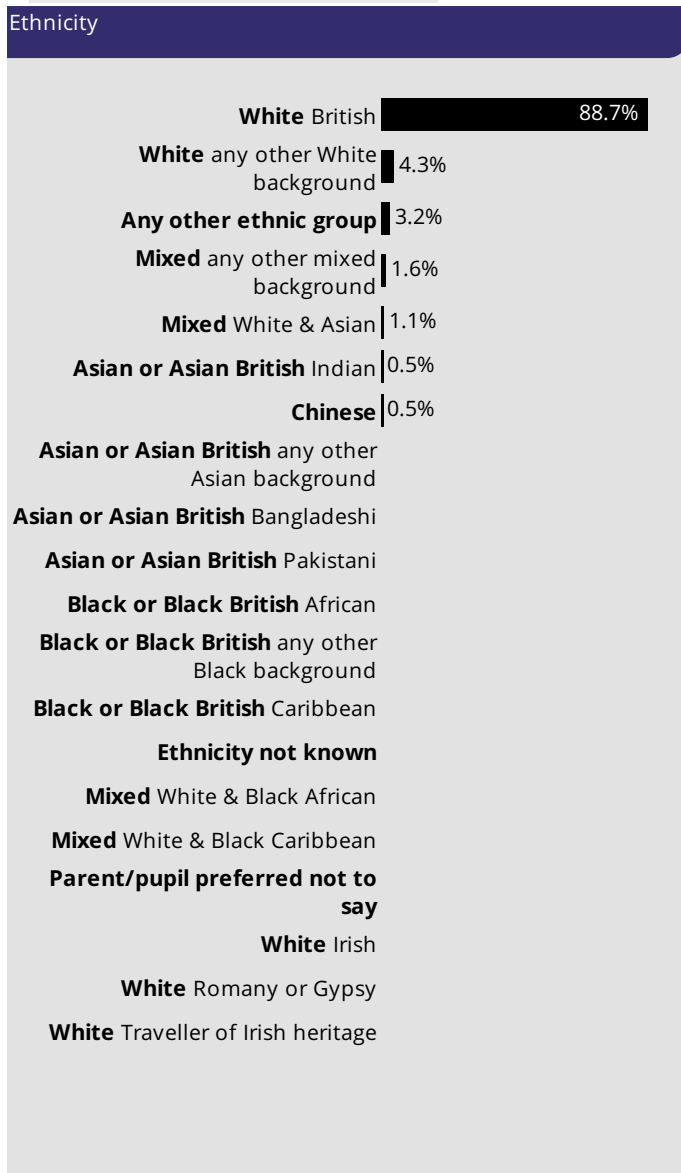 Ethnicity
White British 88.7%
White any other White
background 4.3%
Any other ethnic group 3.2%
Mixed any other mixed
background 1.6%
Mixed White & Asian 1.1%
Asian or Asian British Indian 0.5%
Chinese 0.5%
Asian or Asian British any other
Asian background
Asian or Asian British Bangladeshi
Asian or Asian British Pakistani
Black or Black British African
Black or Black British any other
Black background
Black or Black British Caribbean
Ethnicity not known
Mixed White & Black African
Mixed White & Black Caribbean
Parent/pupil preferred not to
say
White Irish
White Romany or Gypsy
White Traveller of Irish heritage